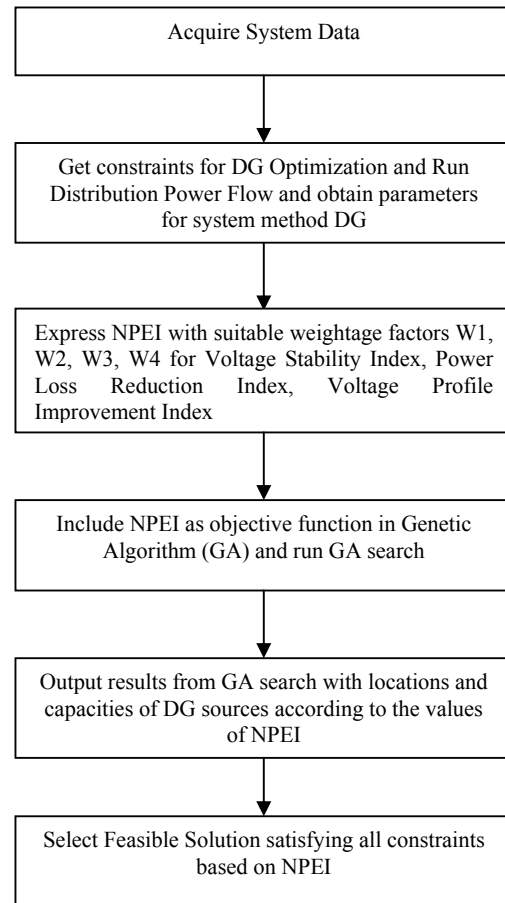 Acquire System Data
Get constraints for DG Optimization and Run
Distribution Power Flow and obtain parameters
for system method DG
Express NPEI with suitable weightage factors W1,
W2, W3, W4 for Voltage Stability Index, Power
Loss Reduction Index, Voltage Profile
Improvement Index
Include NPEI as objective function in Genetic
Algorithm (GA) and run GA search
Output results from GA search with locations and
capacities of DG sources according to the values
of NPEI
Select Feasible Solution satisfying all constraints
based on NPEI